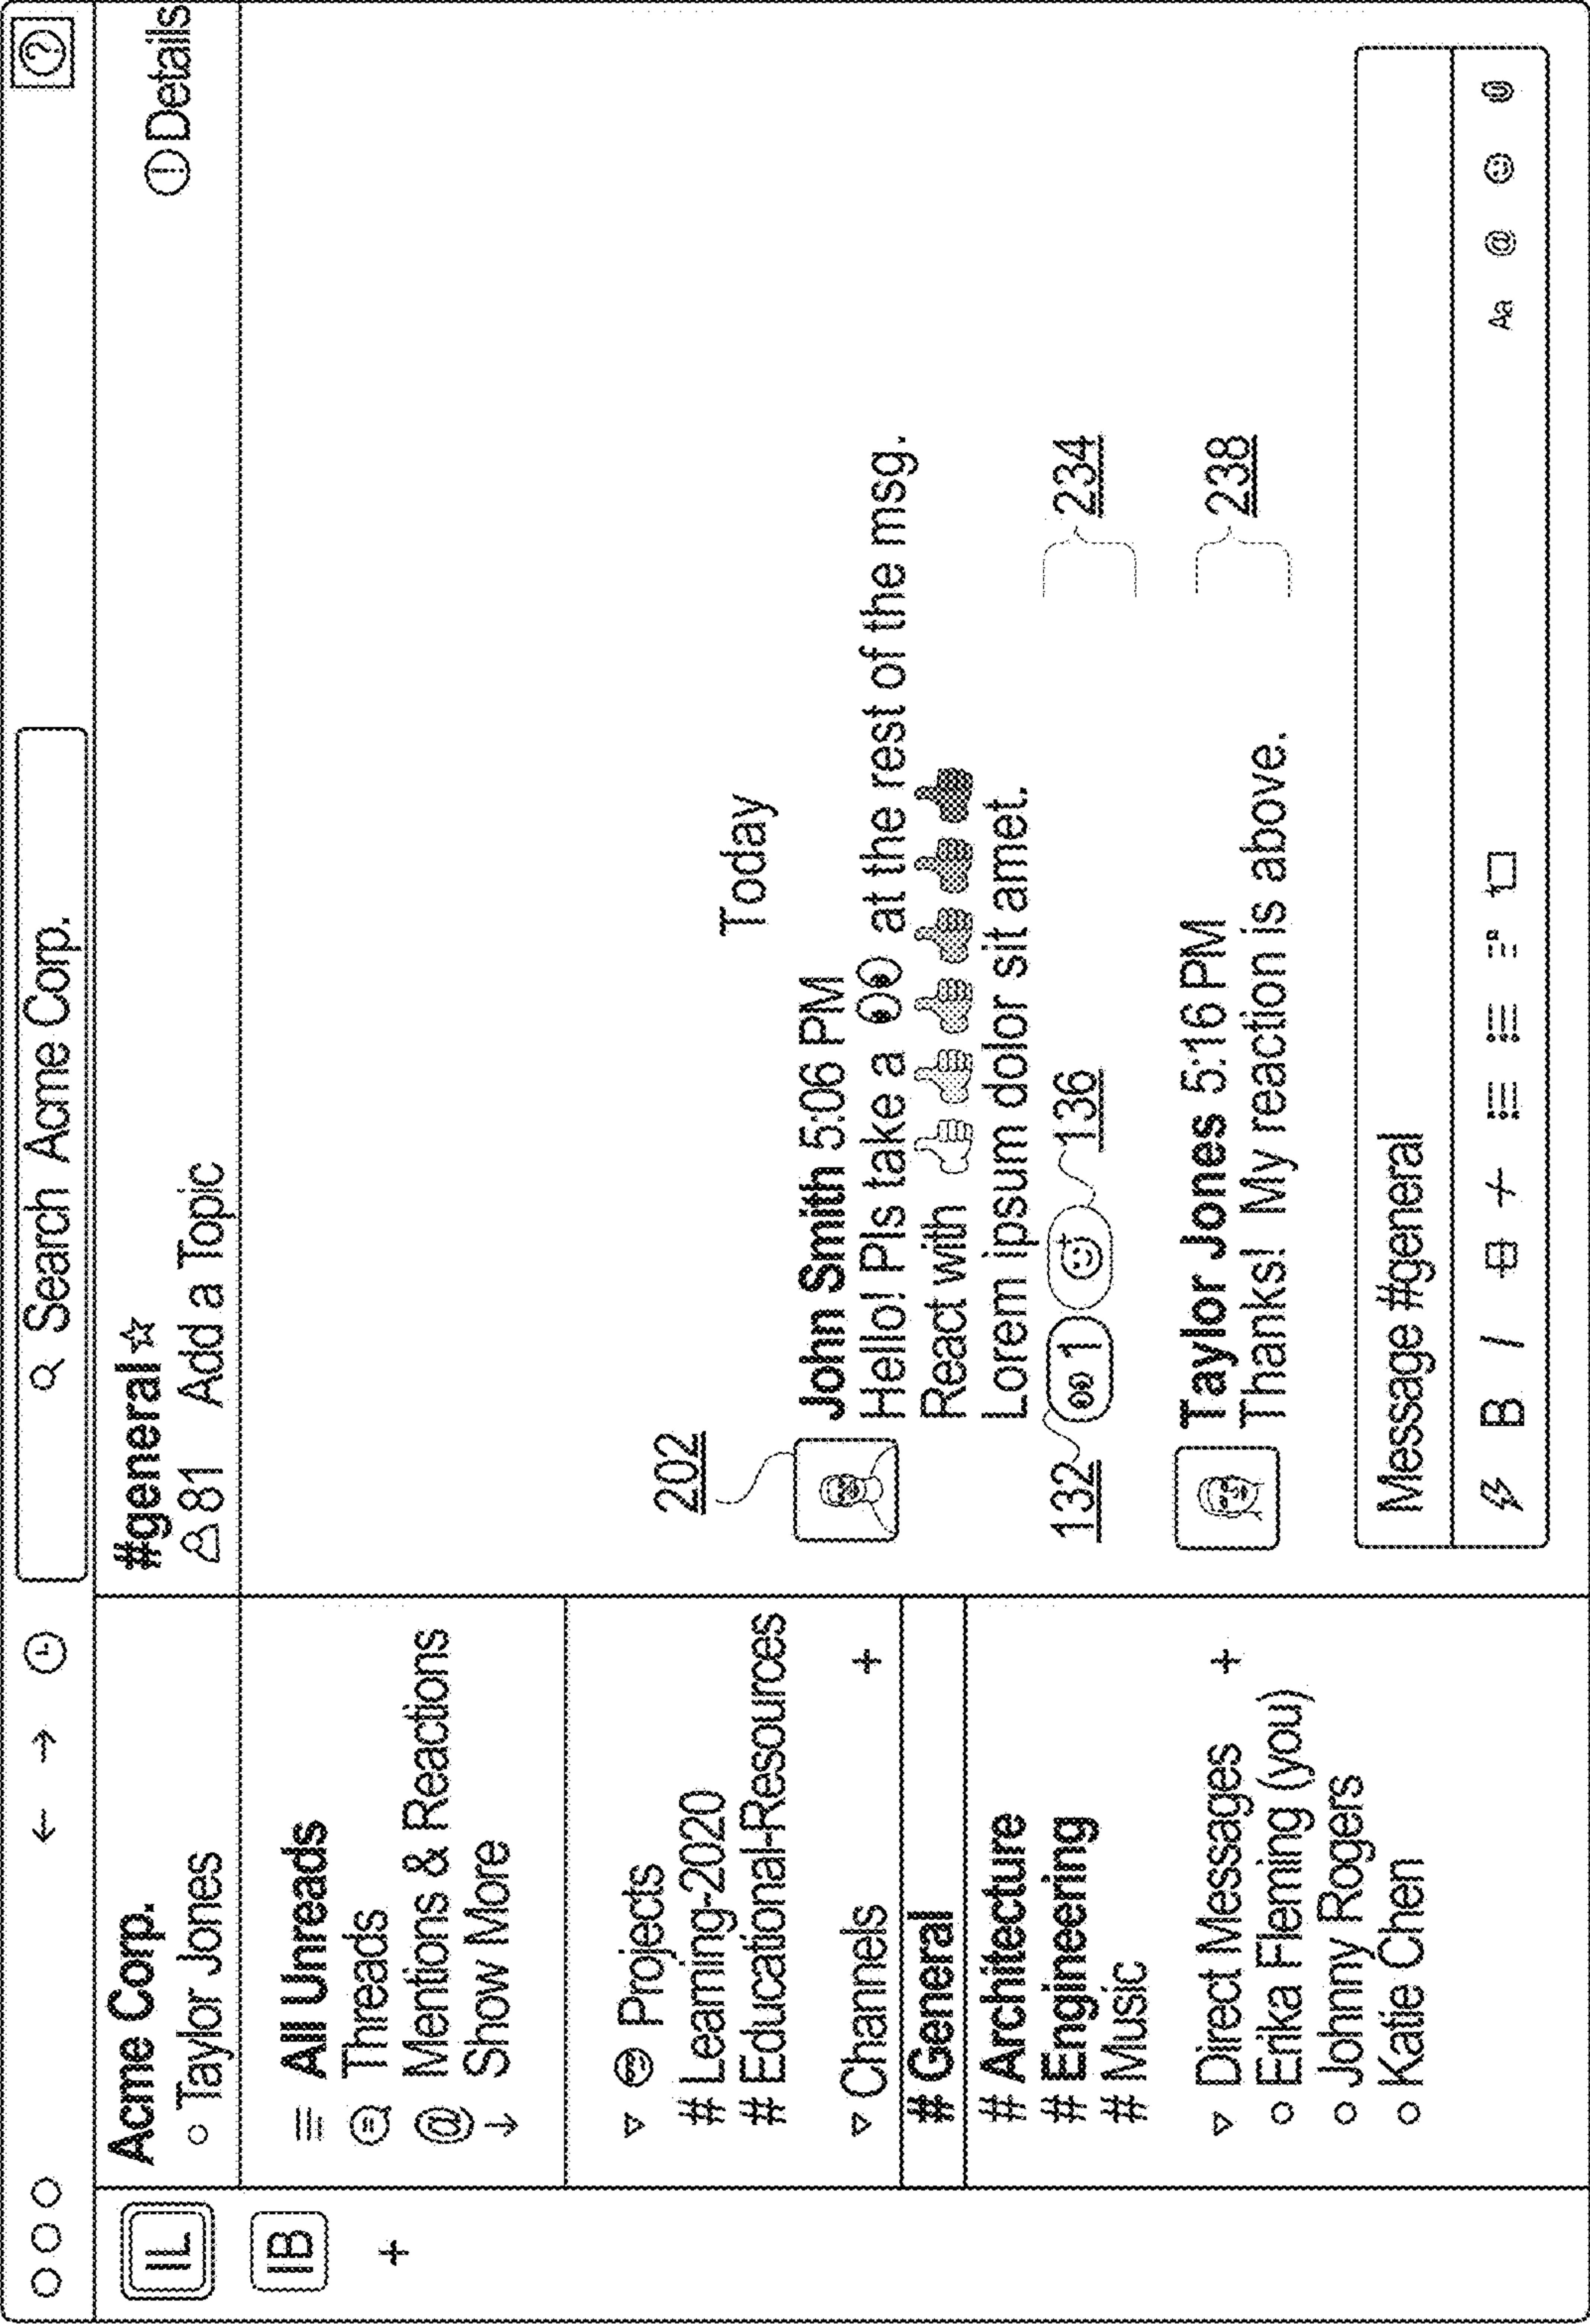 Search Acme Corp.
?
IL
IB
+
Acme Corp.
Taylor Jones
All Unreads
Threads
@ Mentions & Reactions
Show More
Projects
# Learning-2020
# Educational-Resources
Channels +
# General
# Architecture
# Engineering
# Music
Direct Messages +
Erika Fleming (you)
Johnny Rogers
Katie Chen
#general
81 Add a Topic
Details
Today
202
John Smith 5:06 PM
Hello! Pls take a 👀 at the rest of the msg.
React with
Lorem ipsum dolor sit amet.
132 1 136 234
Taylor Jones 5:16 PM
Thanks! My reaction is above.
238
Message #general
B I Aa @